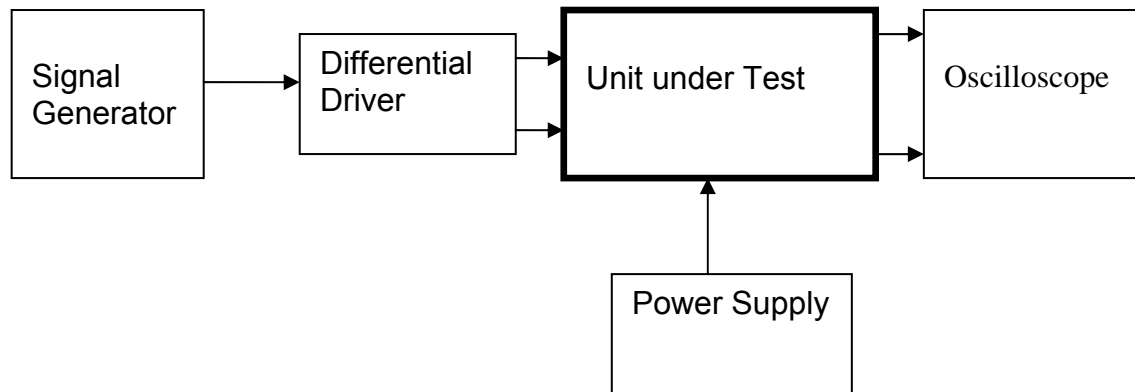 Signal
Generator
Differential
Driver
Unit under Test
Oscilloscope
Power Supply